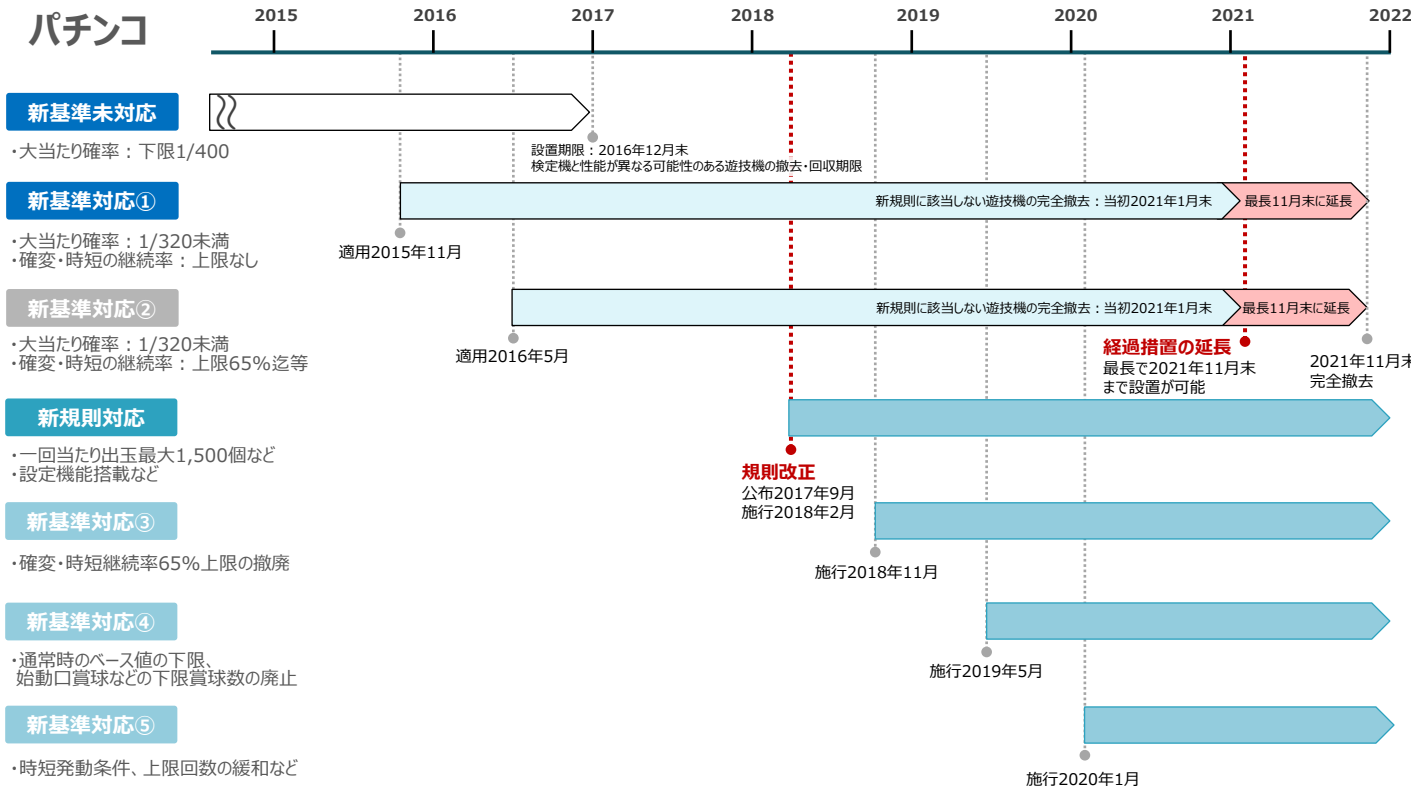 パチンコ
2015 2016 2017 2018 2019 2020 2021 2022
新基準未対応
・大当たり確率：下限1/400
設置期限：2016年12月末
検定機と性能が異なる可能性のある遊技機の撤去・回収期限
新基準対応①
新規則に該当しない遊技機の完全撤去：当初2021年1月末
最長11月末に延長
・大当たり確率：1/320未満
・確変・時短の継続率：上限なし
適用2015年11月
新基準対応②
新規則に該当しない遊技機の完全撤去：当初2021年1月末
最長11月末に延長
・大当たり確率：1/320未満
・確変・時短の継続率：上限65%迄等
適用2016年5月
経過措置の延長
最長で2021年11月末
まで設置が可能
2021年11月末
完全撤去
新規則対応
・一回当たり出玉最大1,500個など
・設定機能搭載など
規則改正
公布2017年9月
施行2018年2月
新基準対応③
・確変・時短継続率65%上限の撤廃
施行2018年11月
新基準対応④
・通常時のベース値の下限、
始動口賞球などの下限賞球数の廃止
施行2019年5月
新基準対応⑤
・時短発動条件、上限回数の緩和など
施行2020年1月